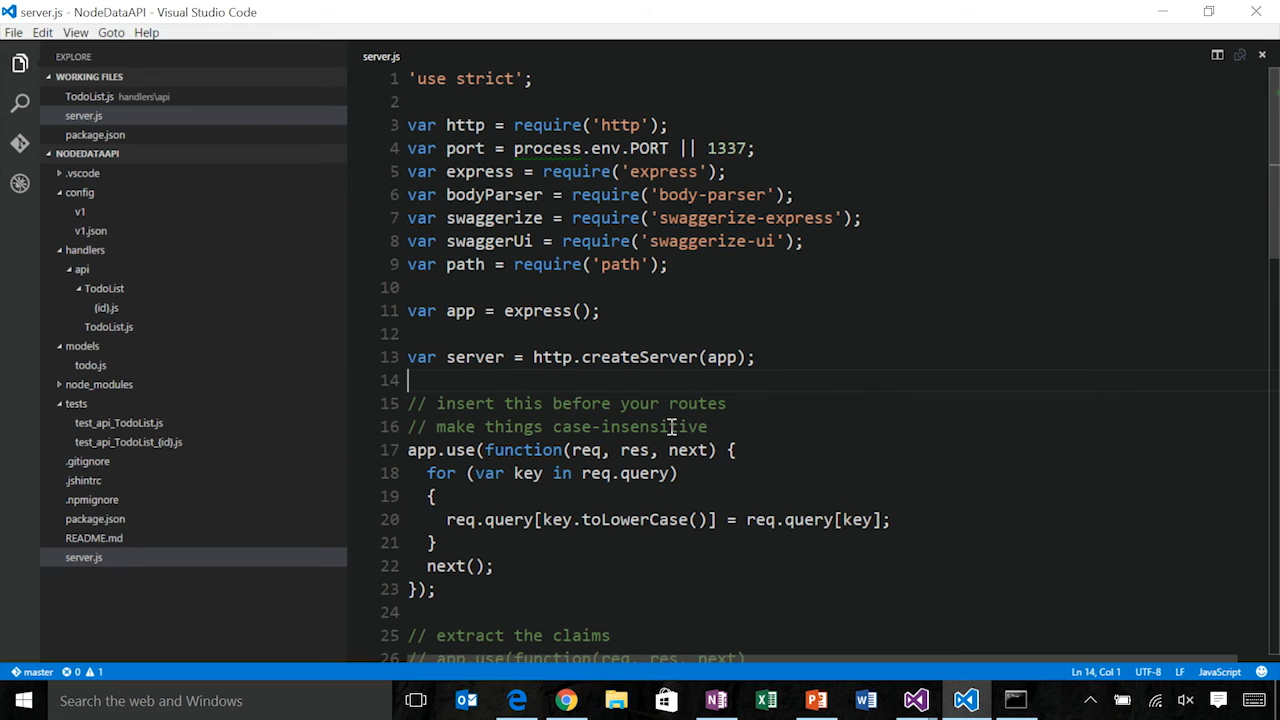 server.js - NodeDataAPI - Visual Studio Code
File Edit View Goto Help
EXPLORE
WORKING FILES
TodoList.js handlers\api
server.js
package.json
NODEDATAAPI
.vscode
config
v1
v1.json
handlers
api
TodoList
{id}.js
TodoList.js
models
todo.js
node_modules
tests
test_api_TodoList.js
test_api_TodoList_{id}.js
.gitignore
.jshintrc
.npmignore
package.json
README.md
server.js
server.js
1 'use strict';
2
3 var http = require('http');
4 var port = process.env.PORT || 1337;
5 var express = require('express');
6 var bodyParser = require('body-parser');
7 var swaggerize = require('swaggerize-express');
8 var swaggerUi = require('swaggerize-ui');
9 var path = require('path');
10
11 var app = express();
12
13 var server = http.createServer(app);
14
15 // insert this before your routes
16 // make things case-insensitive
17 app.use(function(req, res, next) {
18 for (var key in req.query)
19 {
20 req.query[key.toLowerCase()] = req.query[key];
21 }
22 next();
23 });
24
25 // extract the claims
26 // app.use(function(req, res, next)
master 0 1 Ln 14, Col 1 UTF-8 LF JavaScript
Search the web and Windows